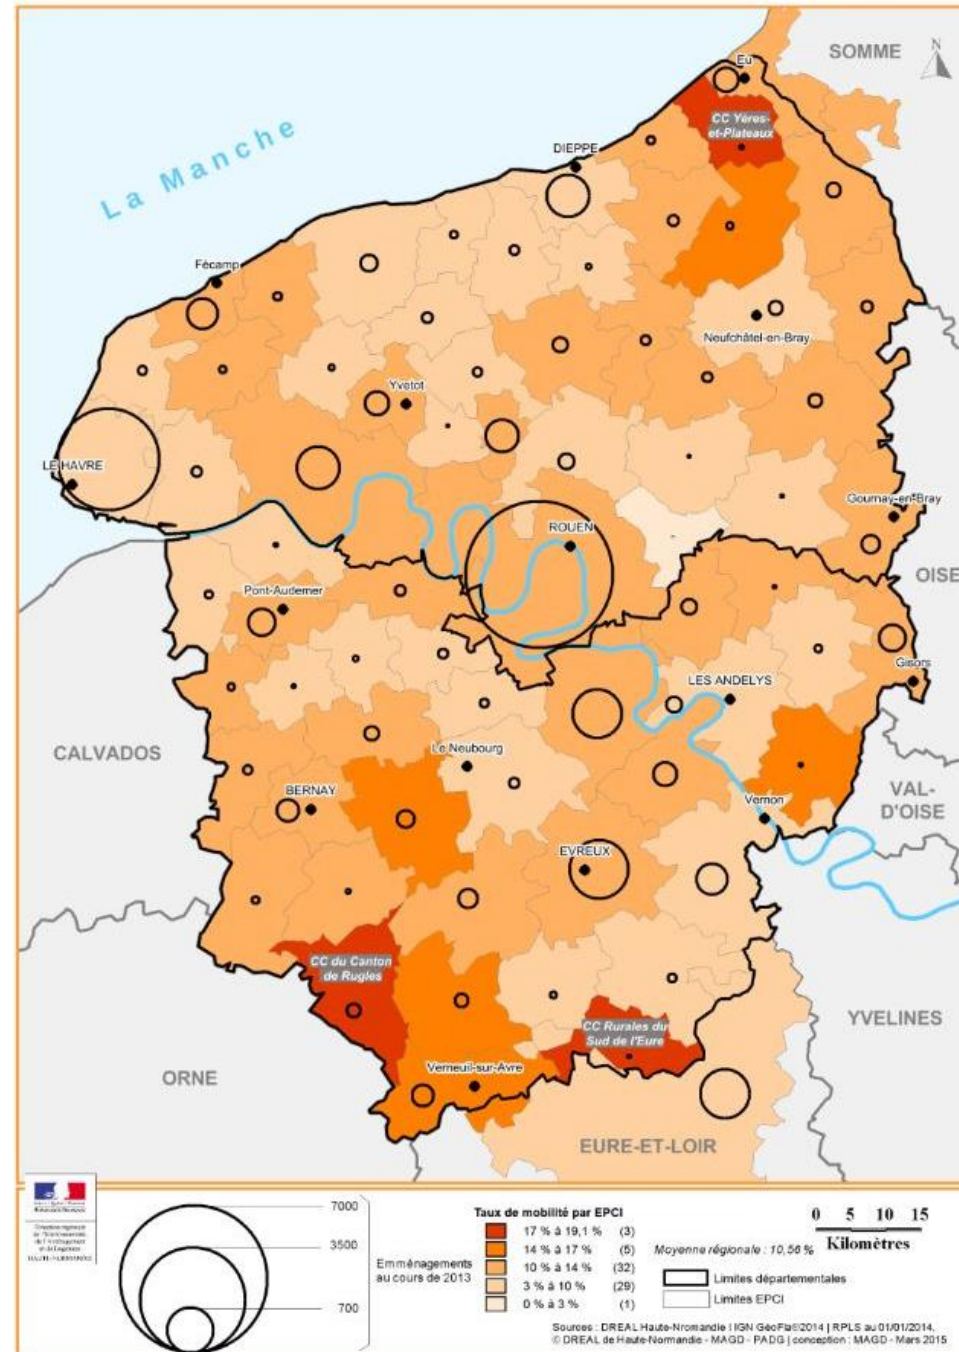 SOMME
N
Eu
CC Yères-
et-Plateaux
DIEPPE
La Manche
Fécamp
Neufchâtel-en-Bray
Yvetot
LE HAVRE
Gournay-en-Bray
ROUEN
OISE
Pont-Audemer
Gisors
LES ANDELYS
CALVADOS
Le Neubourg
VAL-
D'OISE
BERNAY
Vernon
EVREUX
CC du Canton
de Rugles
CC Rurales du
Sud de l'Eure
YVELINES
Verneuil-sur-Avre
ORNE
EURE-ET-LOIR
HAUTE-NORMANDIE
7000
3500
700
Emménagements
au cours de 2013
Taux de mobilité par EPCI
17 % à 19,1 % (3)
14 % à 17 % (5)
10 % à 14 % (32)
3 % à 10 % (29)
0 % à 3 % (1)
Moyenne régionale : 10,56 %
Limites départementales
Limites EPCI
0 5 10 15
Kilomètres
Sources : DREAL Haute-Nromandie | IGN GéoFla©2014 | RPLS au 01/01/2014.
© DREAL de Haute-Normandie - MAGD - PADG | conception : MAGD - Mars 2015